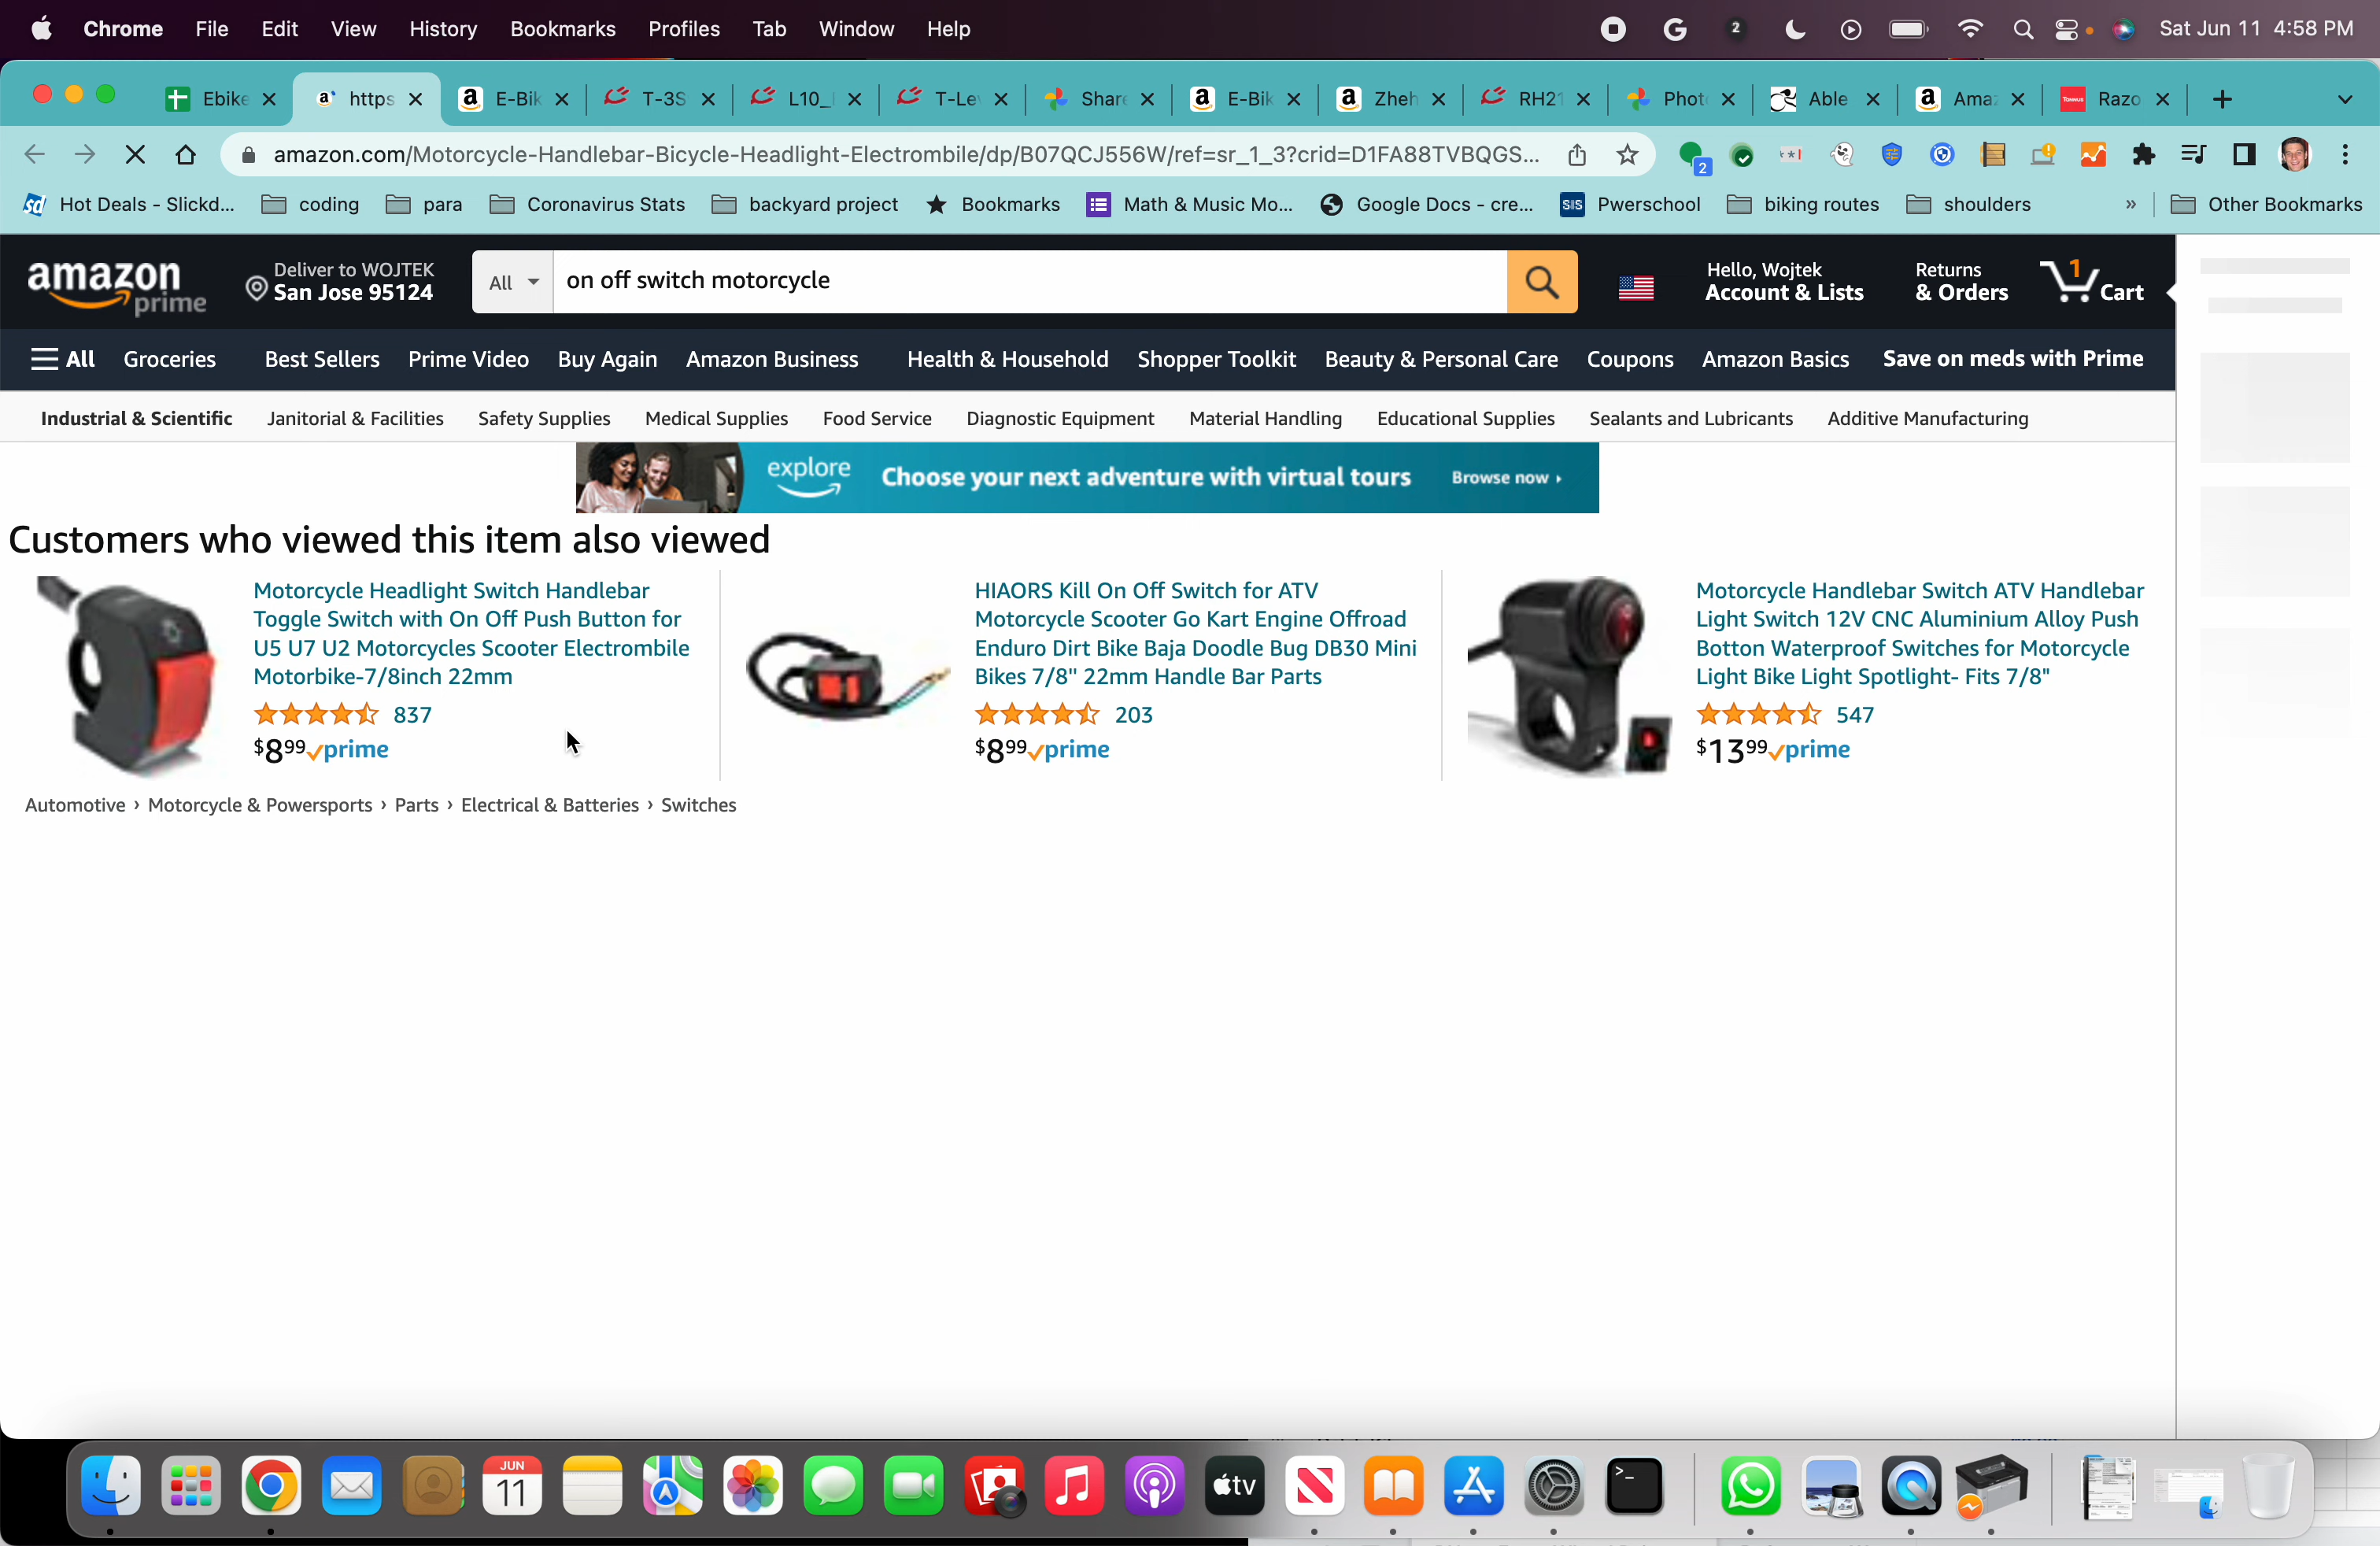 Chrome File Edit View History Bookmarks Profiles Tab Window Help 2 Sat Jun 11 4:58 PM
Ebike https E-Bik T-3S L10_ T-Le Share E-Bik Zheh RH21 Phot Able Ama Razo
amazon.com/Motorcycle-Handlebar-Bicycle-Headlight-Electrombile/dp/B07QCJ556W/ref=sr_1_3?crid=D1FA88TVBQGS... 2
Hot Deals - Slickd... coding para Coronavirus Stats backyard project Bookmarks Math & Music Mo... Google Docs - cre... SIS Pwerschool biking routes shoulders » Other Bookmarks
amazon prime
Deliver to WOJTEK
San Jose 95124
All on off switch motorcycle
Hello, Wojtek
Account & Lists
Returns
& Orders
1 Cart
All Groceries Best Sellers Prime Video Buy Again Amazon Business Health & Household Shopper Toolkit Beauty & Personal Care Coupons Amazon Basics Save on meds with Prime
Industrial & Scientific Janitorial & Facilities Safety Supplies Medical Supplies Food Service Diagnostic Equipment Material Handling Educational Supplies Sealants and Lubricants Additive Manufacturing
explore Choose your next adventure with virtual tours Browse now ›
Customers who viewed this item also viewed
Motorcycle Headlight Switch Handlebar
Toggle Switch with On Off Push Button for
U5 U7 U2 Motorcycles Scooter Electrombile
Motorbike-7/8inch 22mm
837
$8.99 prime
HIAORS Kill On Off Switch for ATV
Motorcycle Scooter Go Kart Engine Offroad
Enduro Dirt Bike Baja Doodle Bug DB30 Mini
Bikes 7/8" 22mm Handle Bar Parts
203
$8.99 prime
Motorcycle Handlebar Switch ATV Handlebar
Light Switch 12V CNC Aluminium Alloy Push
Botton Waterproof Switches for Motorcycle
Light Bike Light Spotlight- Fits 7/8"
547
$13.99 prime
Automotive › Motorcycle & Powersports › Parts › Electrical & Batteries › Switches
JUN
11
tv